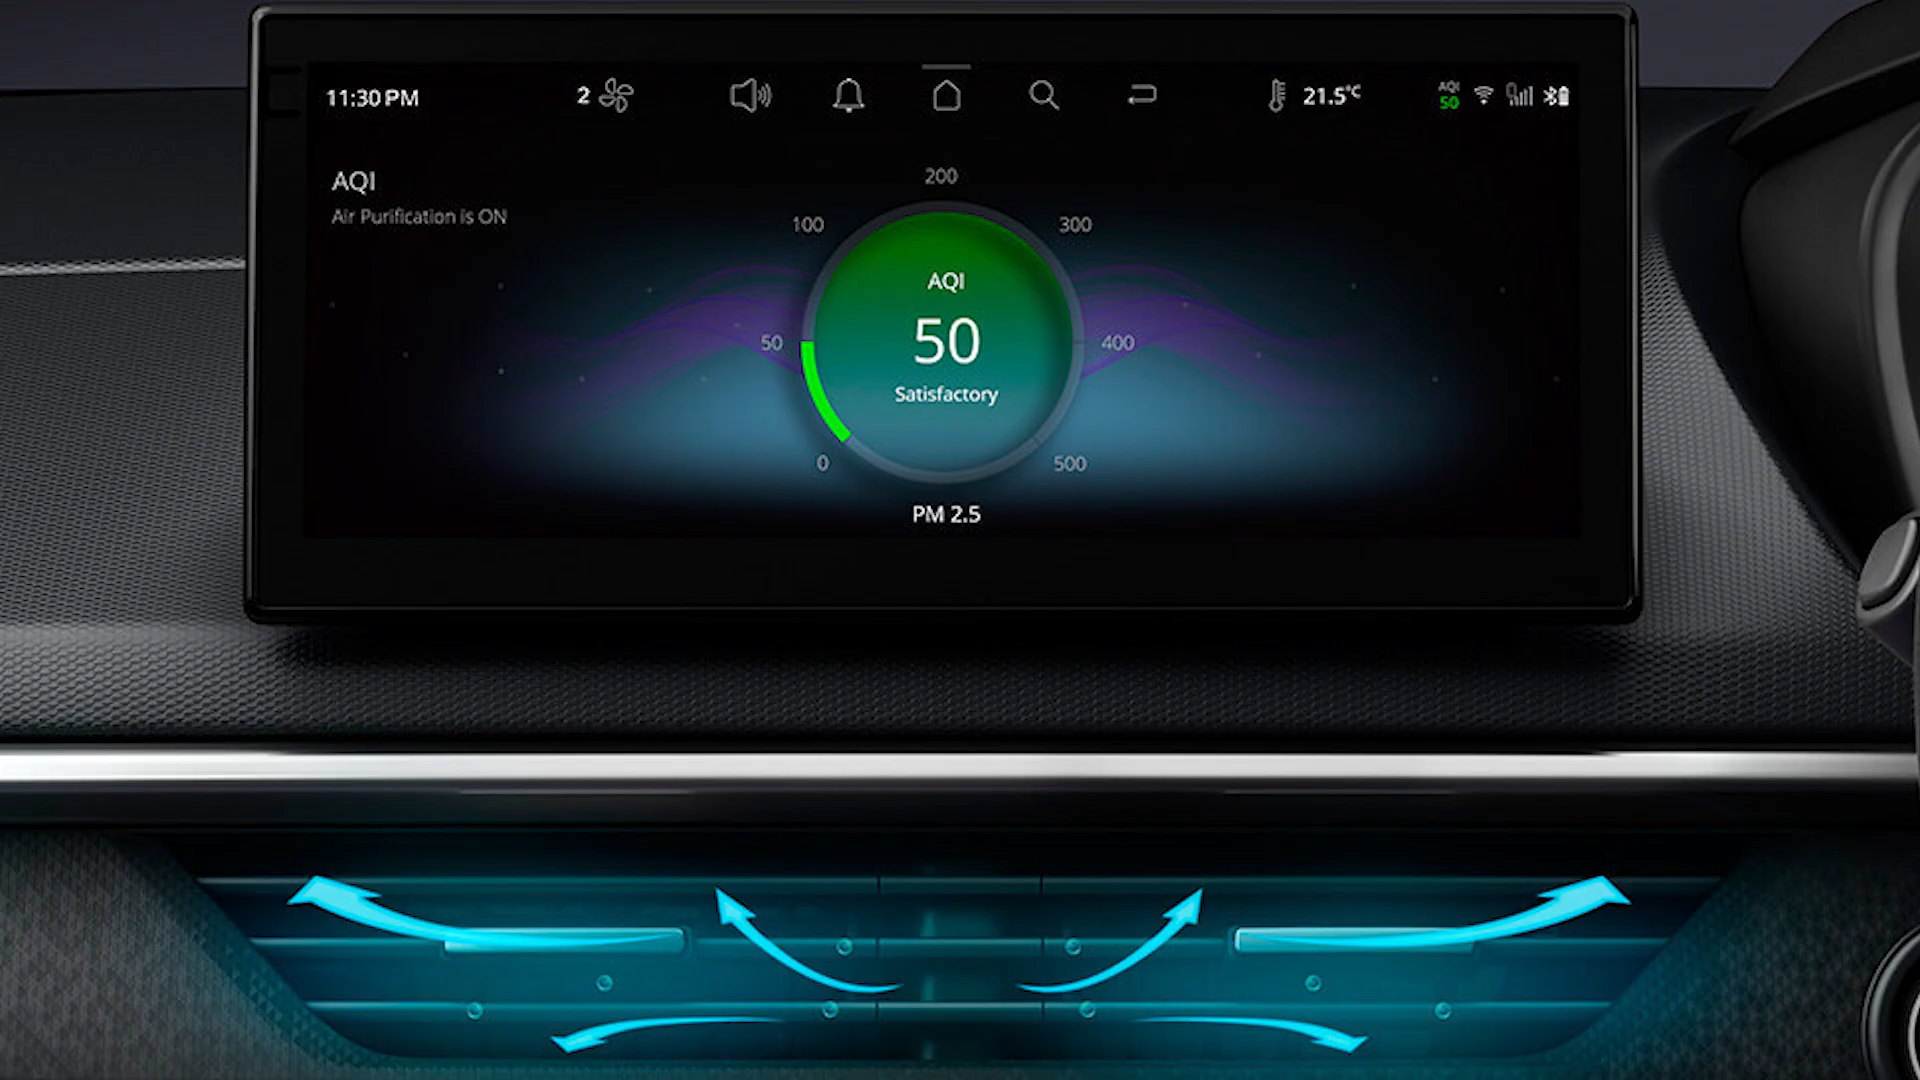 11:30 PM
2
21.5°C
AQI
50
AQI
Air Purification is ON
200
100
300
AQI
50
Satisfactory
50
400
0
500
PM 2.5